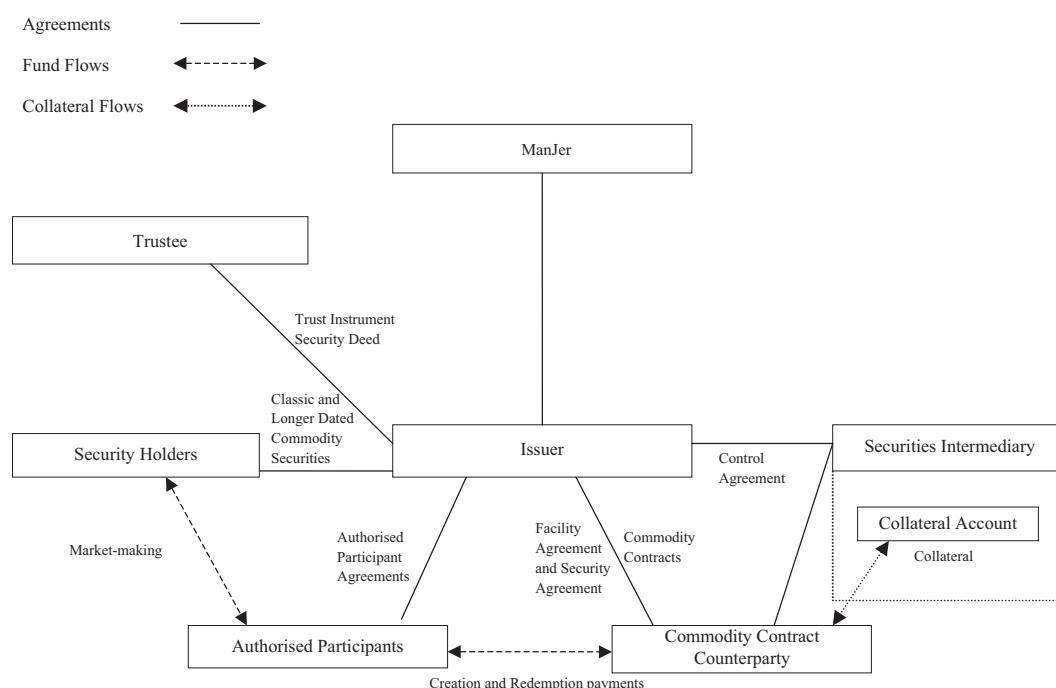 Agreements
Fund Flows
Collateral Flows
ManJer
Trustee
Trust Instrument
Security Deed
Classic and
Longer Dated
Commodity
Securities
Security Holders
Issuer
Securities Intermediary
Control
Agreement
Collateral Account
Collateral
Market-making
Authorised
Participant
Agreements
Facility
Agreement
and Security
Agreement
Commodity
Contracts
Authorised Participants
Commodity Contract
Counterparty
Creation and Redemption payments